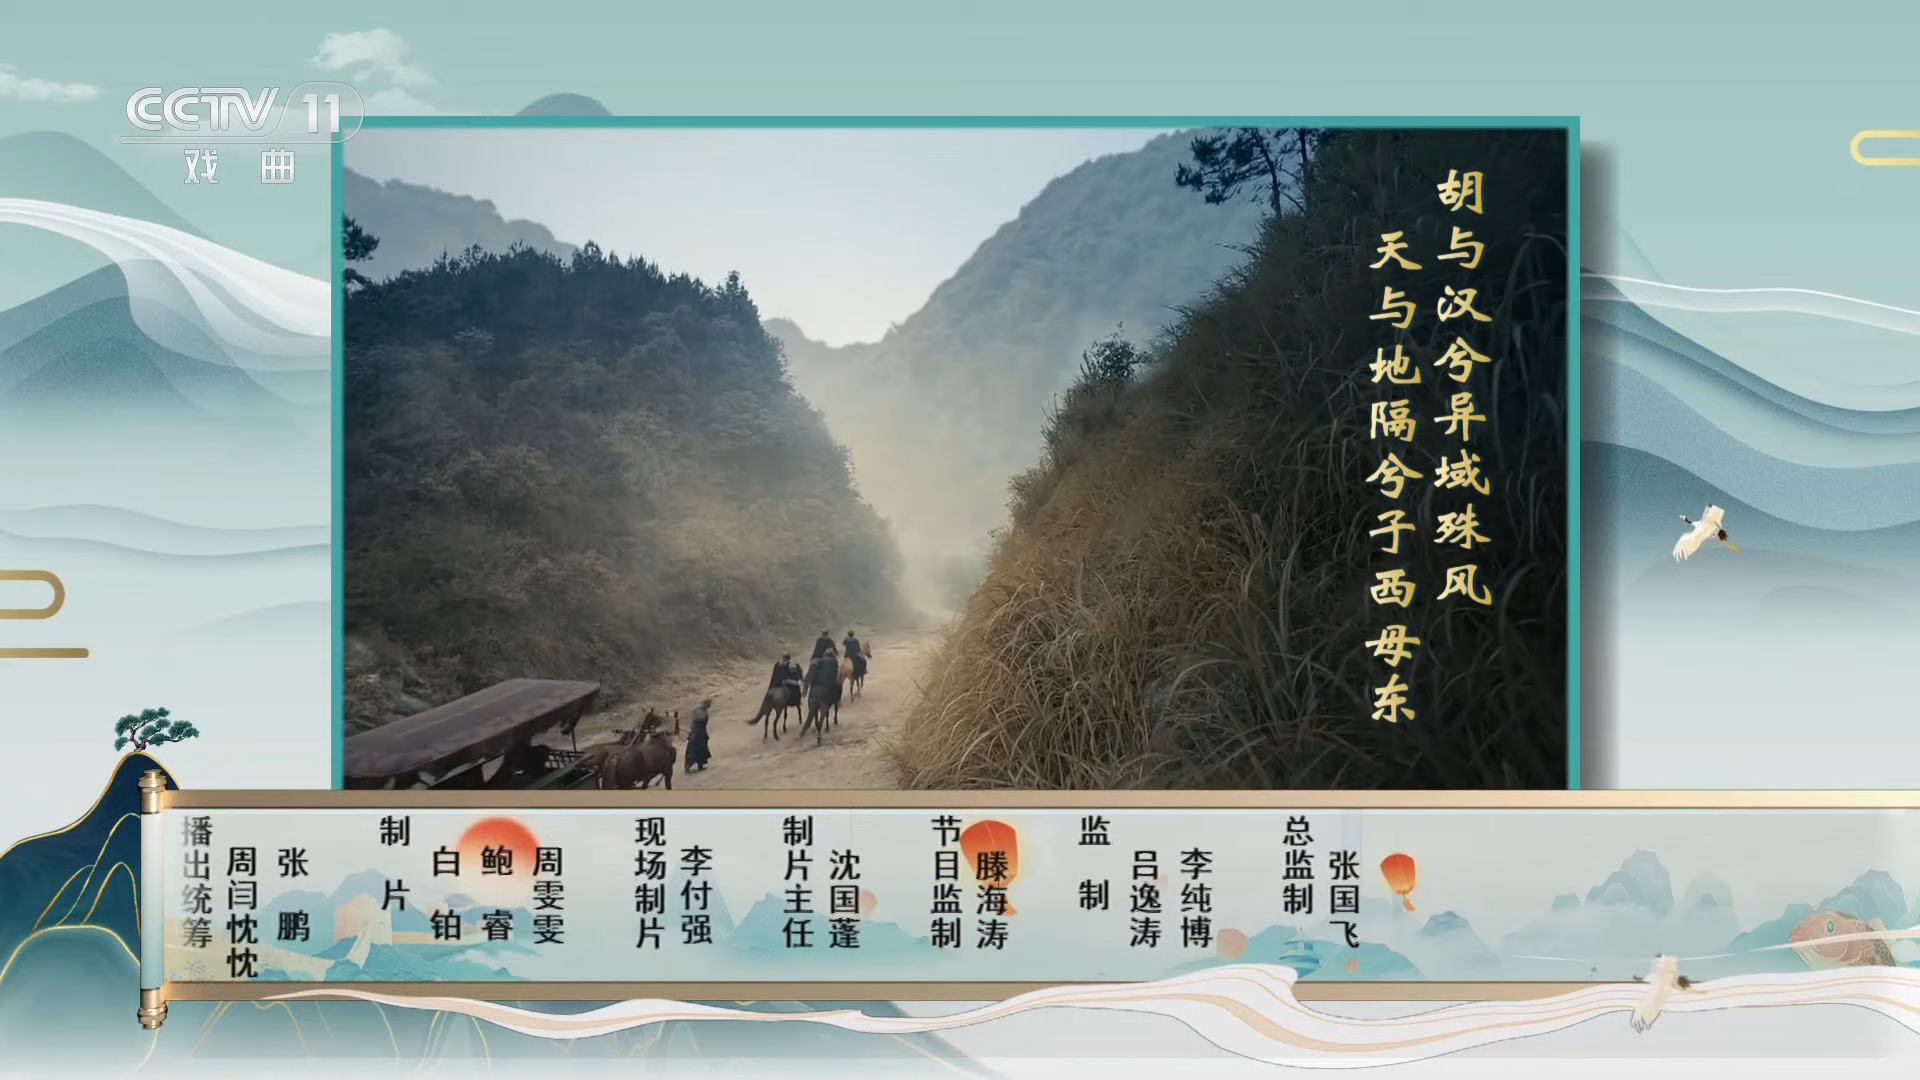 CCTV 11
戏曲
胡与汉兮异域殊风
天与地隔兮子西母东
播出统筹
周闫忱忱
张鹏
制片
白铂
鲍睿
周雯雯
现场制片
李付强
制片主任
沈国蓬
节目监制
滕海涛
监制
吕逸涛
李纯博
总监制
张国飞